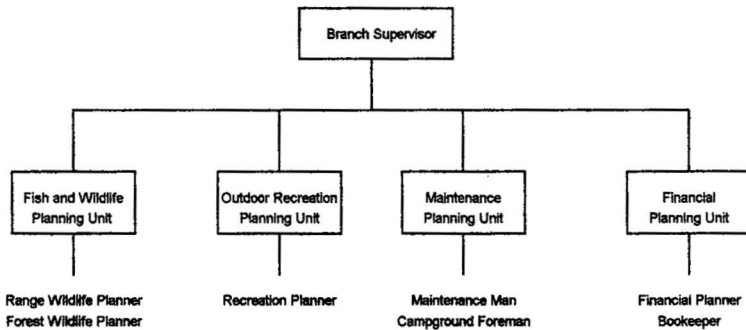 Branch Supervisor
Fish and Wildlife
Planning Unit
Outdoor Recreation
Planning Unit
Maintenance
Planning Unit
Financial
Planning Unit
Range Wildlife Planner
Forest Wildlife Planner
Recreation Planner
Maintenance Man
Campground Foreman
Financial Planner
Bookeeper